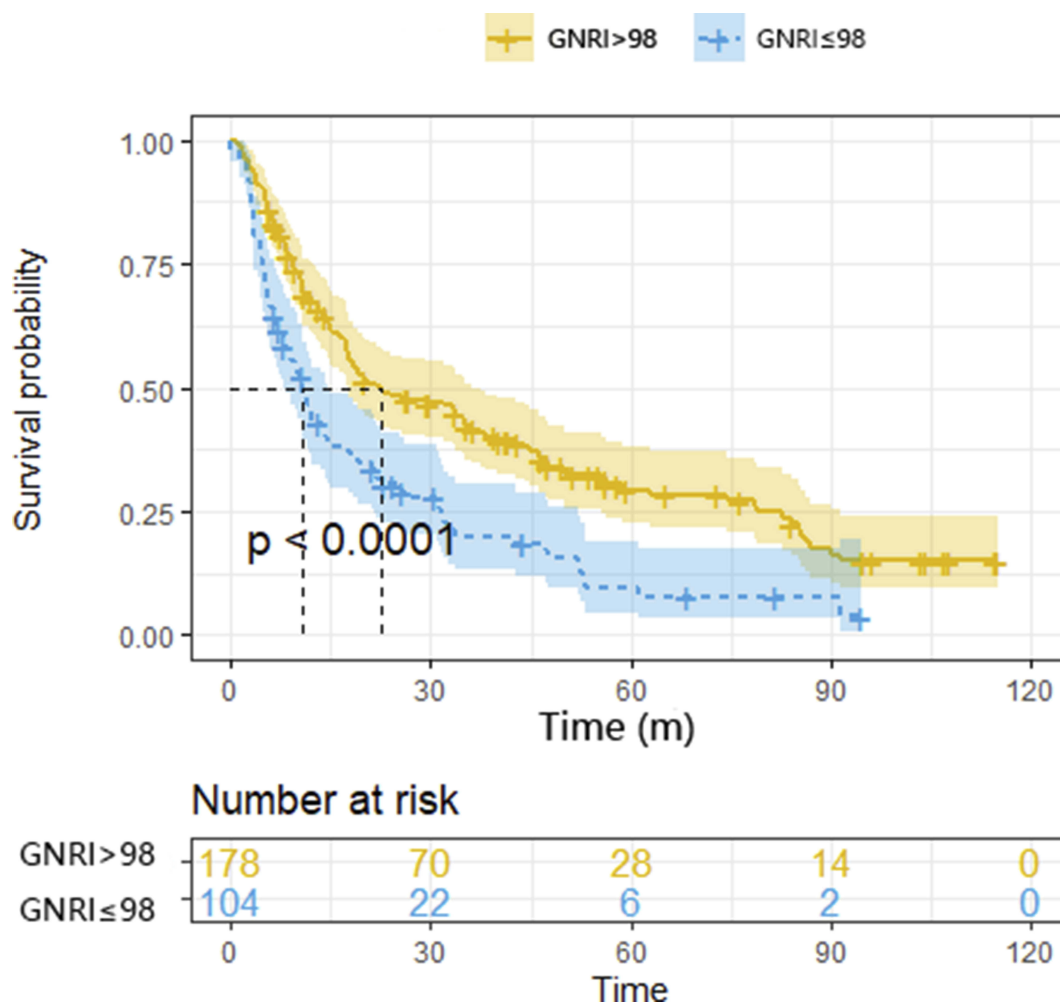 GNRI>98 GNRI≤98
1.00
0.75
0.50
0.25
0.00
Survival probability
p < 0.0001
0 30 60 90 120
Time (m)
Number at risk
GNRI>98 178 70 28 14 0
GNRI≤98 104 22 6 2 0
0 30 60 90 120
Time